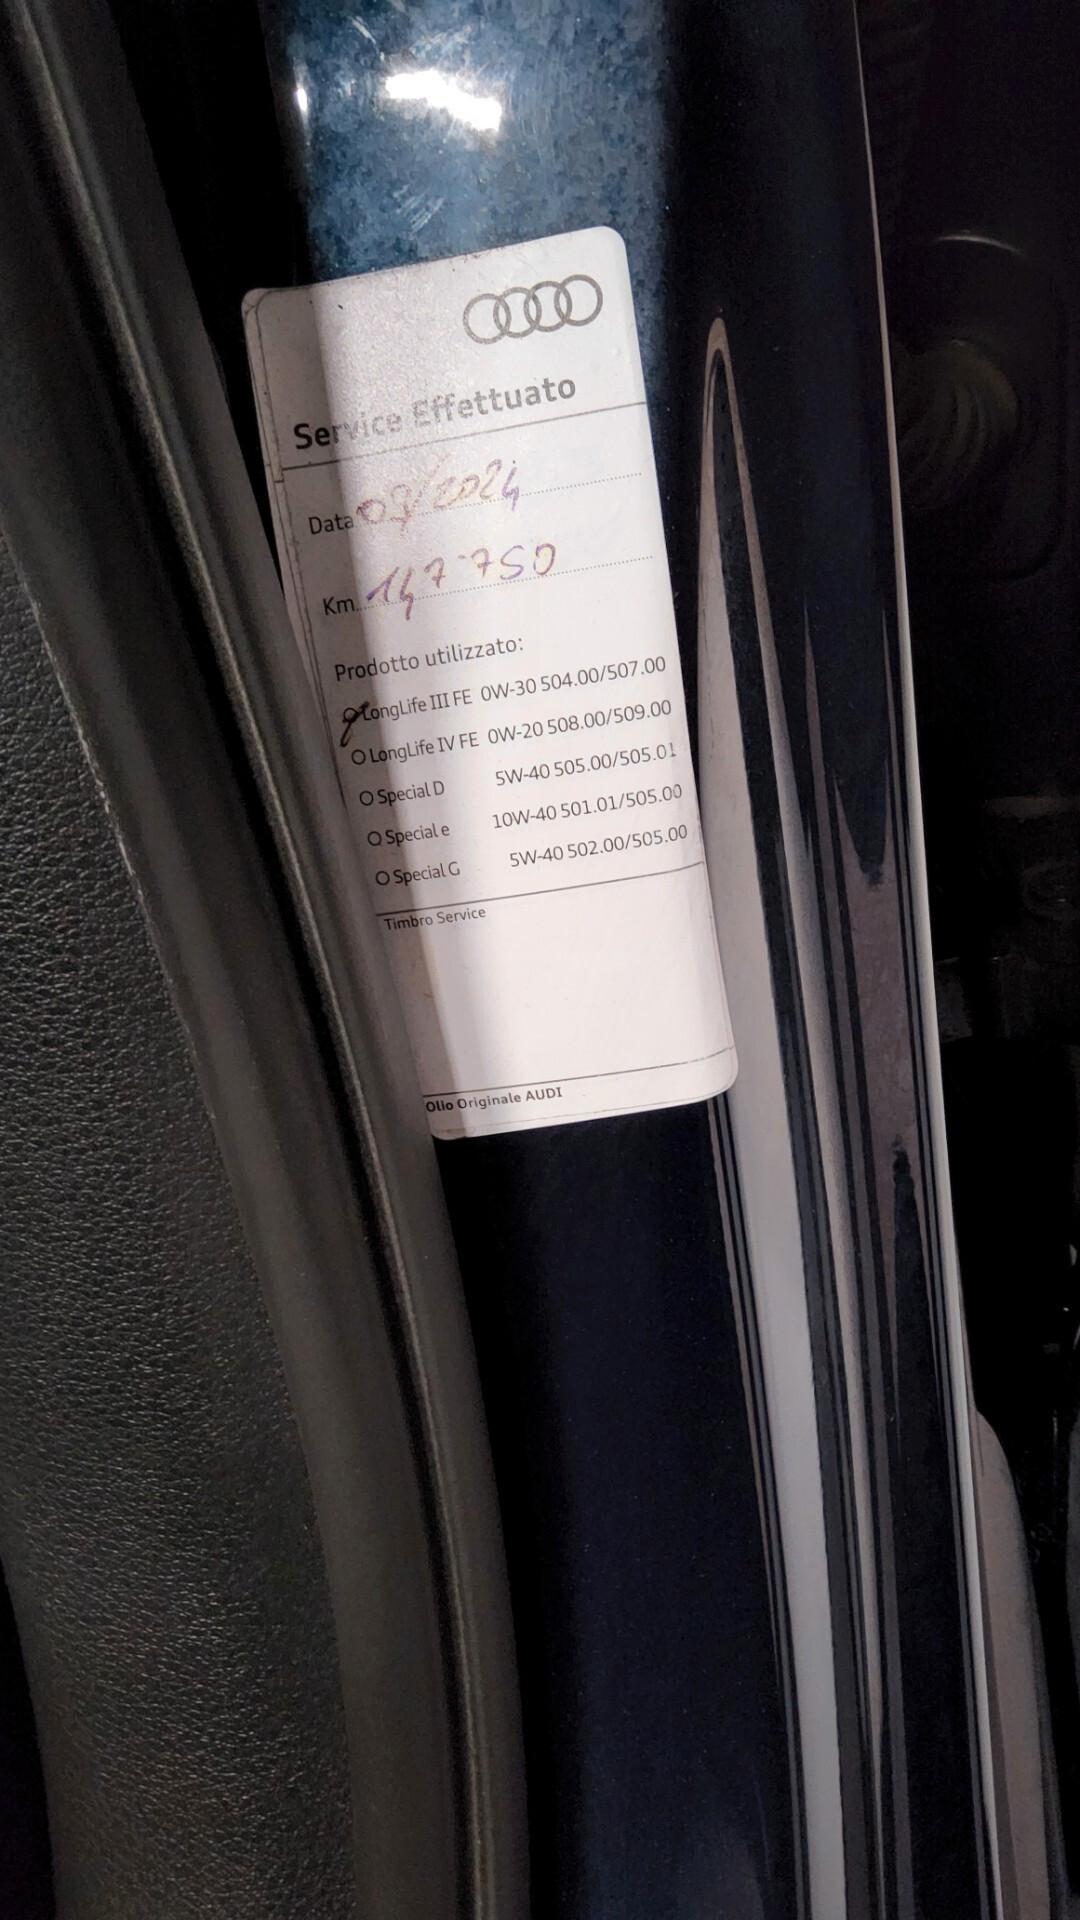 Service Effettuato
Data 09/2024
Km. 147 750
Prodotto utilizzato:
LongLife III FE 0W-30 504.00/507.00
LongLife IV FE 0W-20 508.00/509.00
Special D 5W-40 505.00/505.01
Special e 10W-40 501.01/505.00
Special G 5W-40 502.00/505.00
Timbro Service
Olio Originale AUDI